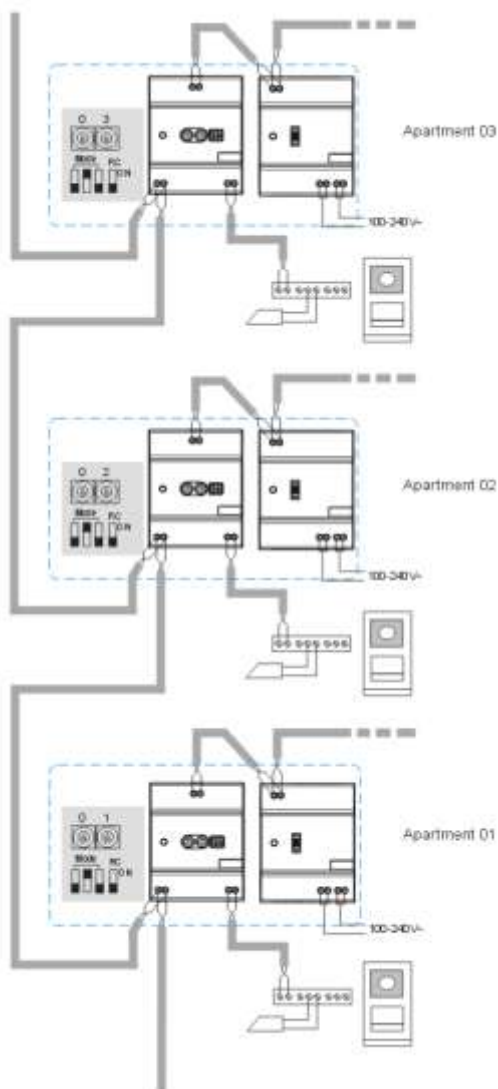 0 3
Apartment 03
Mode RC
ON
100-240V~
0 2
Apartment 02
Mode RC
ON
100-240V~
0 1
Apartment 01
Mode RC
ON
100-240V~